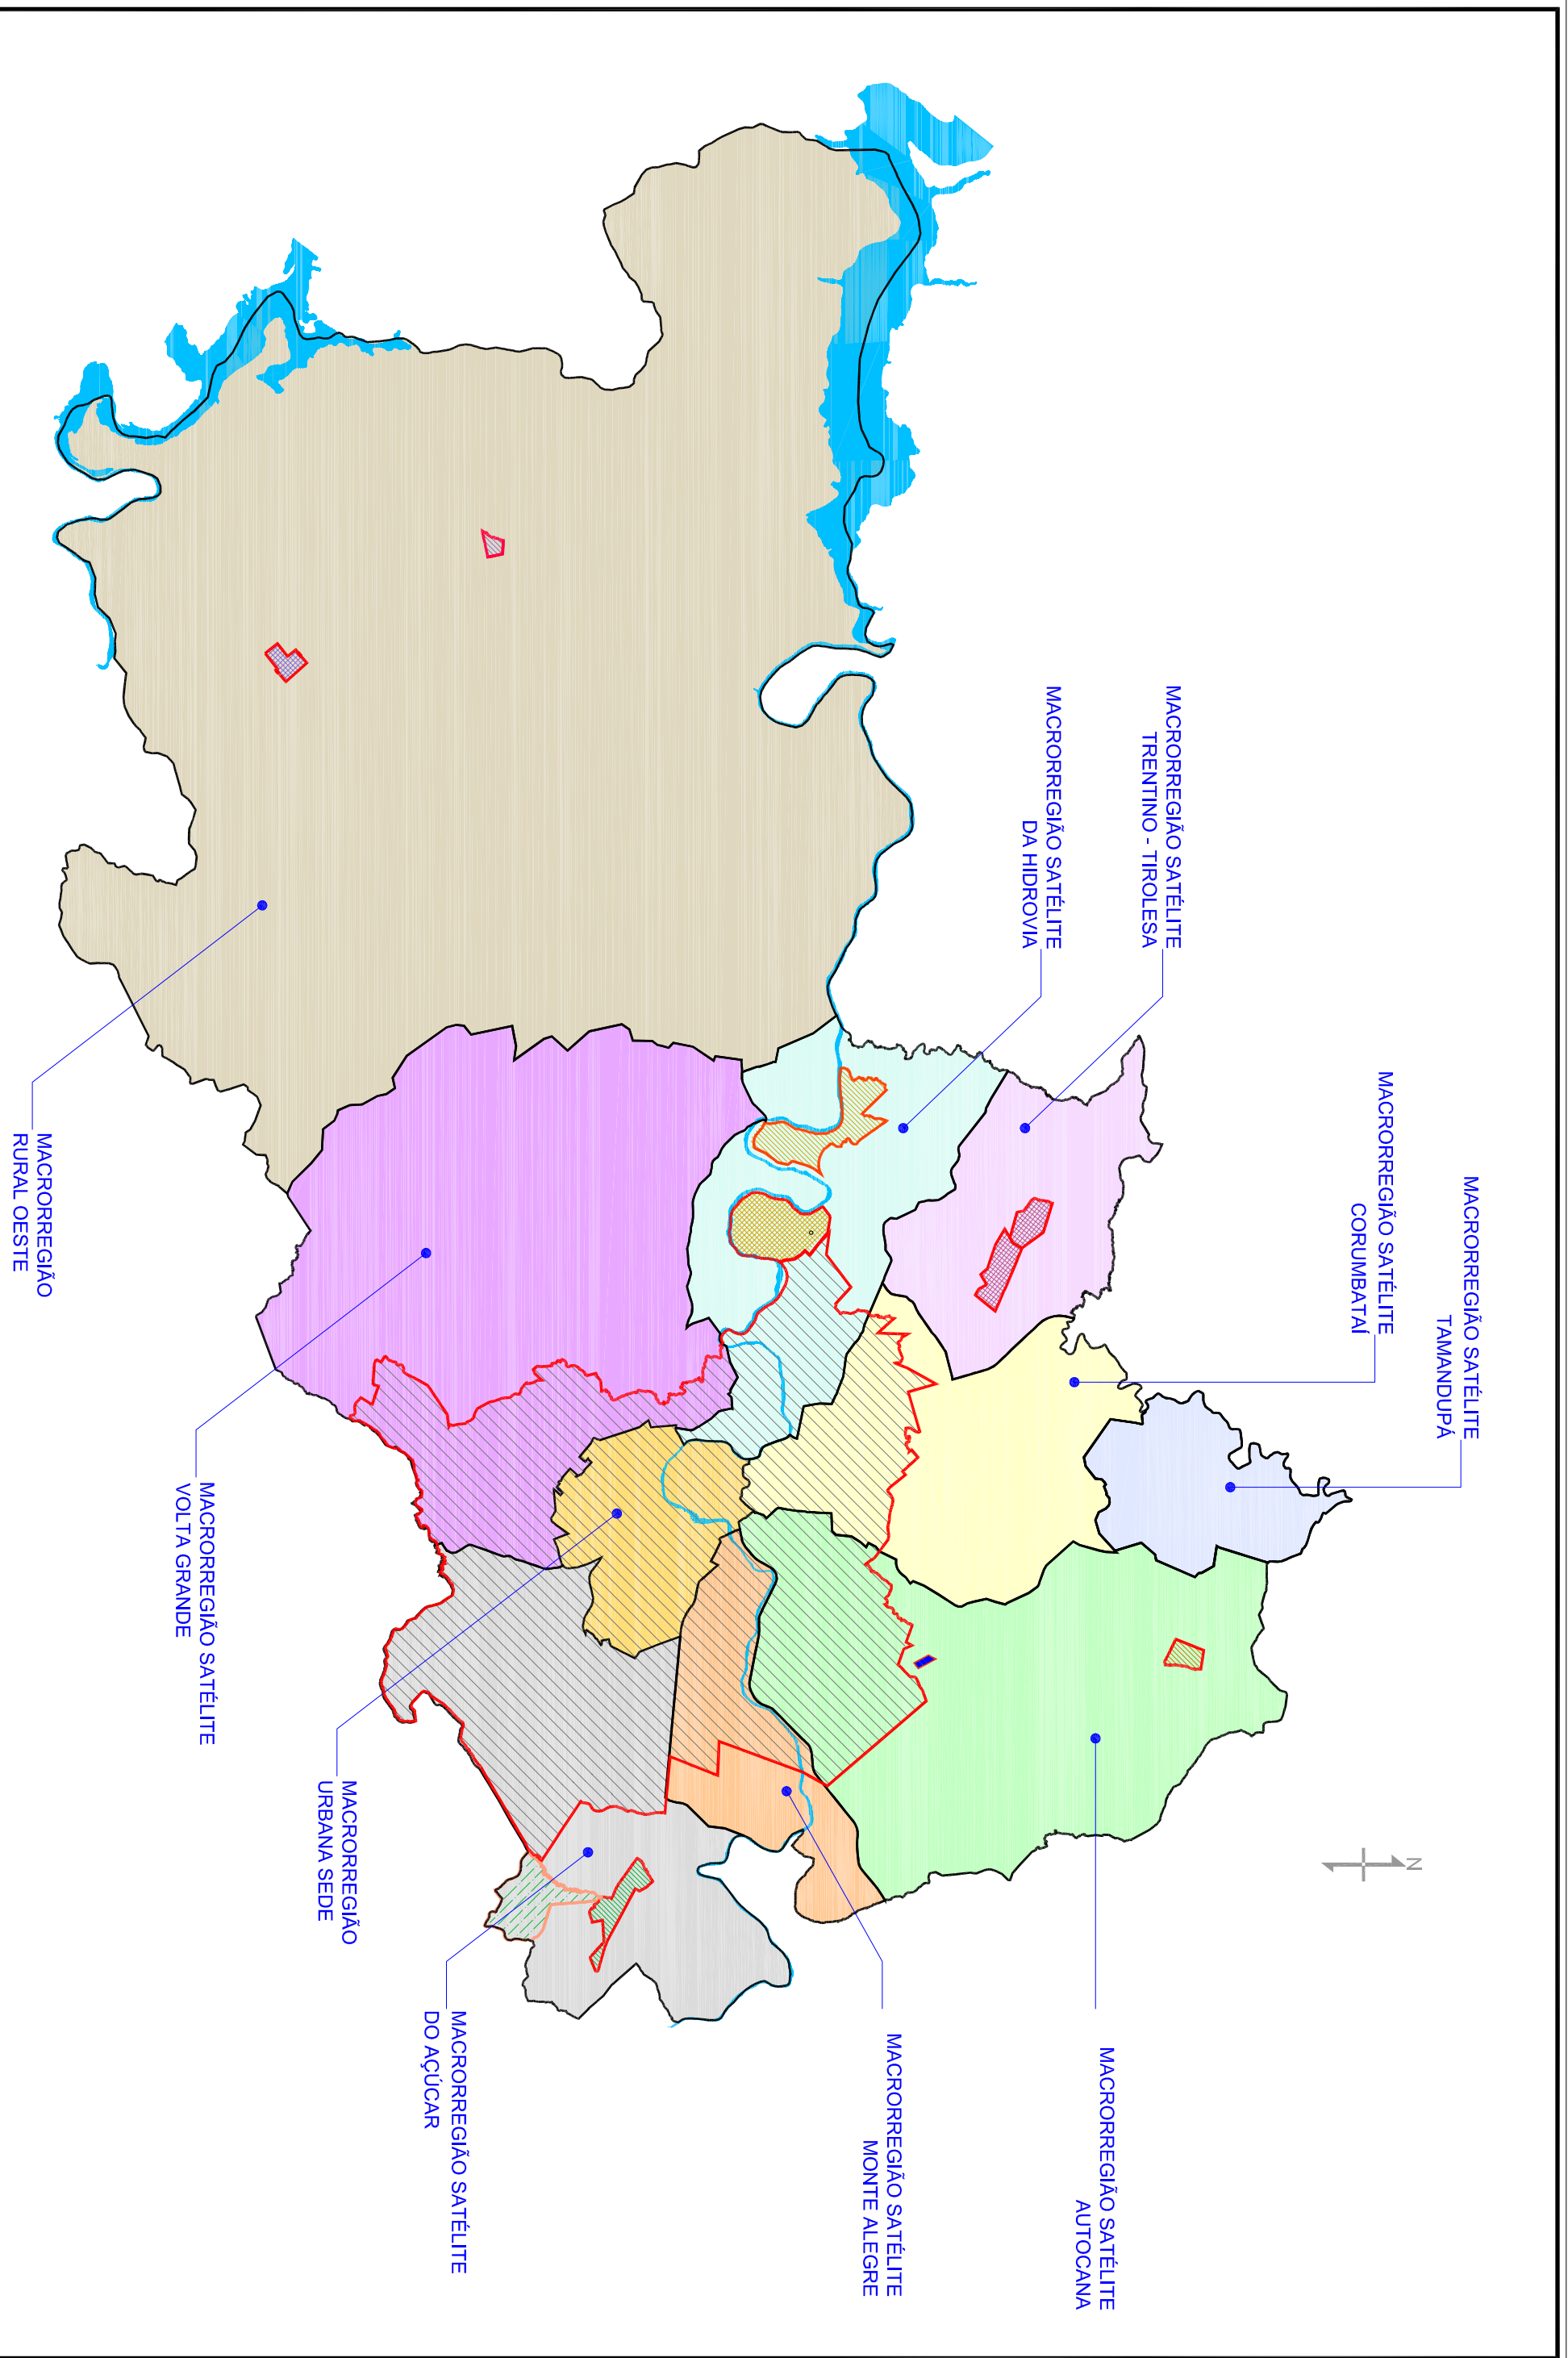 MACRORREGIÃO SATÉLITE
TAMANDUPÁ
MACRORREGIÃO SATÉLITE
CORUMBATAÍ
N
MACRORREGIÃO SATÉLITE
TRENTINO - TIROLESA
MACRORREGIÃO SATÉLITE
DA HIDROVIA
MACRORREGIÃO SATÉLITE
AUTOCANA
MACRORREGIÃO SATÉLITE
MONTE ALEGRE
MACRORREGIÃO SATÉLITE
DO AÇÚCAR
MACRORREGIÃO
URBANA SEDE
MACRORREGIÃO SATÉLITE
VOLTA GRANDE
MACRORREGIÃO
RURAL OESTE